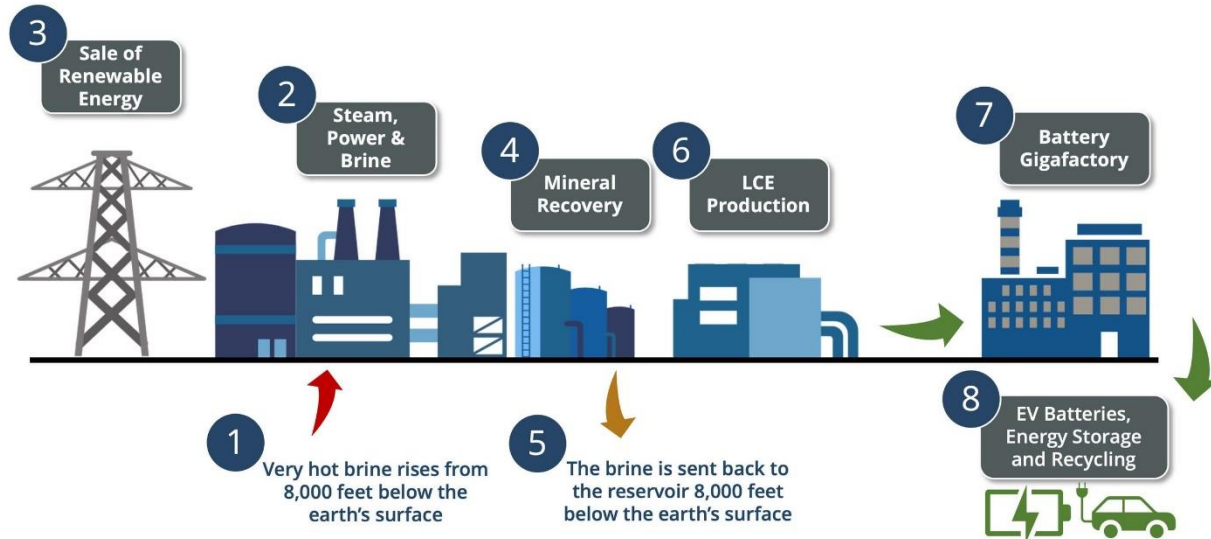 3
Sale of
Renewable
Energy
2
Steam,
Power &
Brine
4
Mineral
Recovery
6
LCE
Production
7
Battery
Gigafactory
1
Very hot brine rises from
8,000 feet below the
earth's surface
5
The brine is sent back to
the reservoir 8,000 feet
below the earth's surface
8
EV Batteries,
Energy Storage
and Recycling